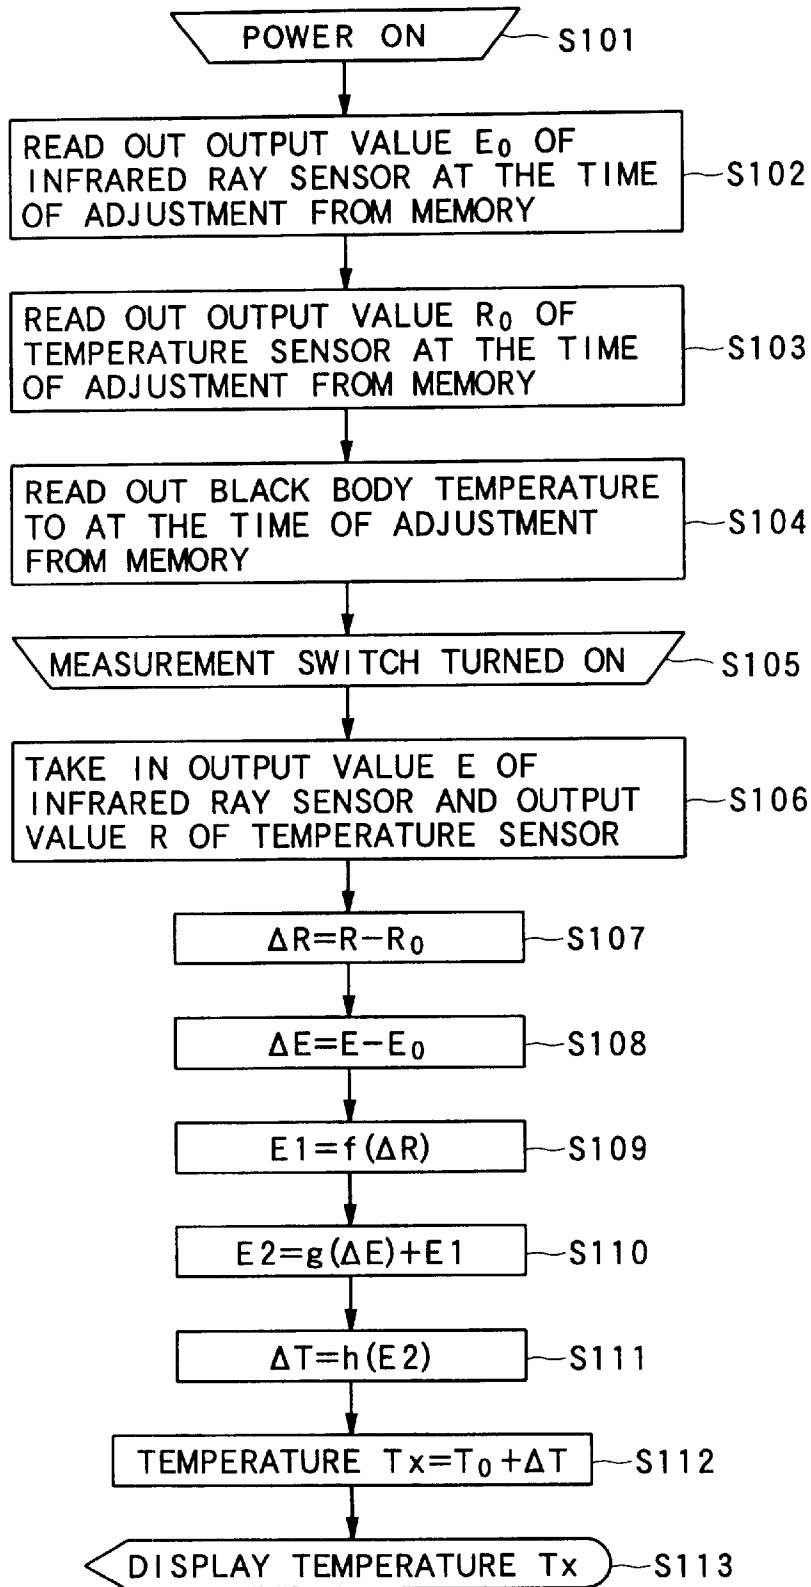 POWER ON S101
READ OUT OUTPUT VALUE E₀ OF
INFRARED RAY SENSOR AT THE TIME
OF ADJUSTMENT FROM MEMORY
S102
READ OUT OUTPUT VALUE R₀ OF
TEMPERATURE SENSOR AT THE TIME
OF ADJUSTMENT FROM MEMORY
S103
READ OUT BLACK BODY TEMPERATURE
TO AT THE TIME OF ADJUSTMENT
FROM MEMORY
S104
MEASUREMENT SWITCH TURNED ON S105
TAKE IN OUTPUT VALUE E OF
INFRARED RAY SENSOR AND OUTPUT
VALUE R OF TEMPERATURE SENSOR
S106
ΔR=R−R₀ S107
ΔE=E−E₀ S108
E1=f(ΔR) S109
E2=g(ΔE)+E1 S110
ΔT=h(E2) S111
TEMPERATURE Tx=T₀+ΔT S112
DISPLAY TEMPERATURE Tx S113